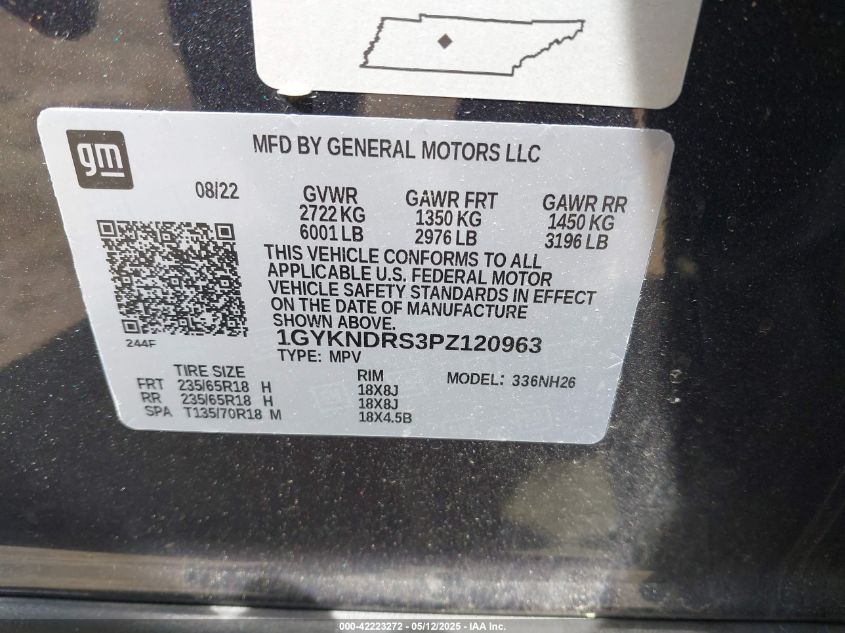 gm
MFD BY GENERAL MOTORS LLC
08/22
GVWR
2722 KG
6001 LB
GAWR FRT
1350 KG
2976 LB
GAWR RR
1450 KG
3196 LB
THIS VEHICLE CONFORMS TO ALL
APPLICABLE U.S. FEDERAL MOTOR
VEHICLE SAFETY STANDARDS IN EFFECT
ON THE DATE OF MANUFACTURE
SHOWN ABOVE.
244F
1GYKNDRS3PZ120963
TYPE: MPV
TIRE SIZE
RIM
MODEL: 336NH26
FRT 235/65R18 H 18X8J
RR 235/65R18 H 18X8J
SPA T135/70R18 M 18X4.5B
000-42223272 - 05/12/2025 - IAA Inc.